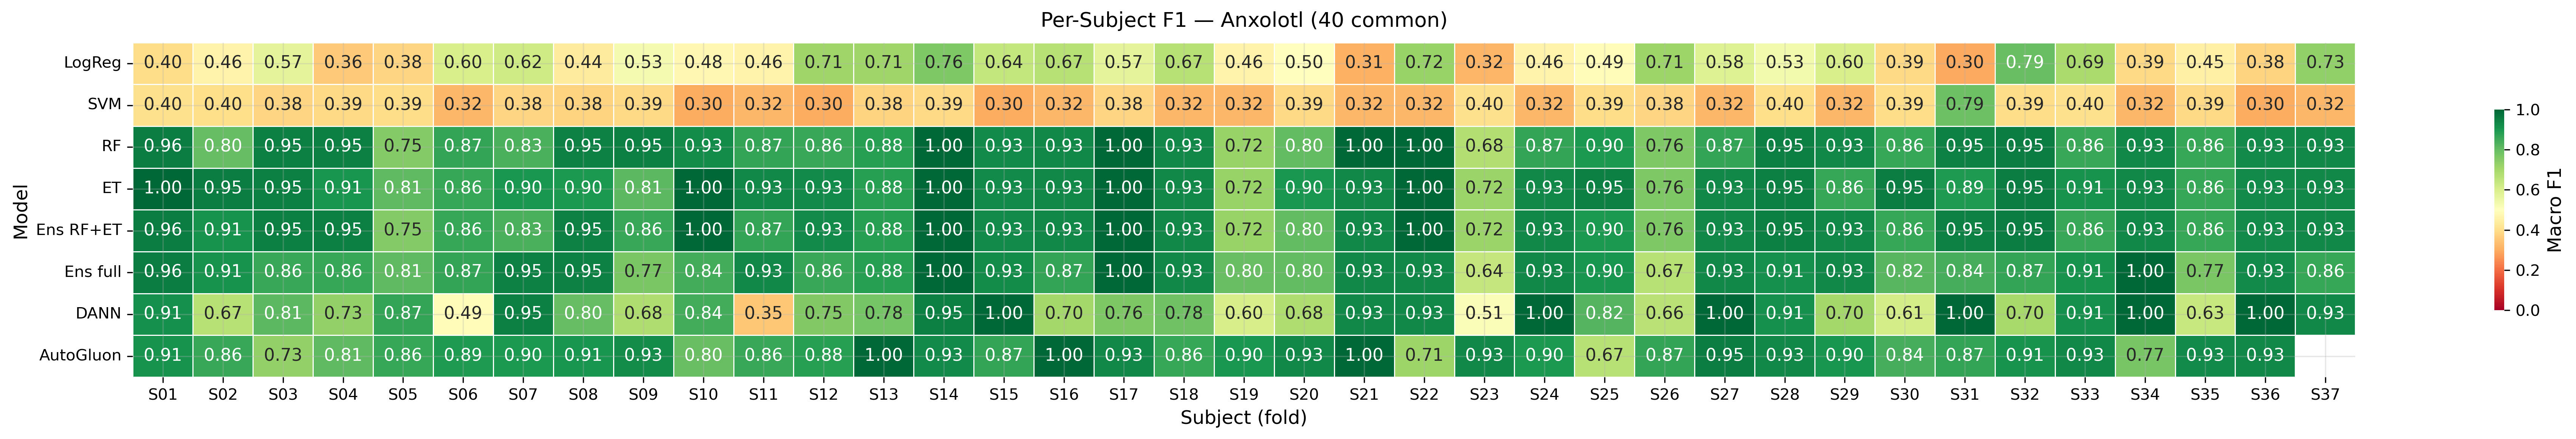 Per-Subject F1 — Anxolotl (40 common)
LogReg 0.40 0.46 0.57 0.36 0.38 0.60 0.62 0.44 0.53 0.48 0.46 0.71 0.71 0.76 0.64 0.67 0.57 0.67 0.46 0.50 0.31 0.72 0.32 0.46 0.49 0.71 0.58 0.53 0.60 0.39 0.30 0.79 0.69 0.39 0.45 0.38 0.73
SVM 0.40 0.40 0.38 0.39 0.39 0.32 0.38 0.38 0.39 0.30 0.32 0.30 0.38 0.39 0.30 0.32 0.38 0.32 0.32 0.39 0.32 0.32 0.40 0.32 0.39 0.38 0.32 0.40 0.32 0.39 0.79 0.39 0.40 0.32 0.39 0.30 0.32
RF 0.96 0.80 0.95 0.95 0.75 0.87 0.83 0.95 0.95 0.93 0.87 0.86 0.88 1.00 0.93 0.93 1.00 0.93 0.72 0.80 1.00 1.00 0.68 0.87 0.90 0.76 0.87 0.95 0.93 0.86 0.95 0.95 0.86 0.93 0.86 0.93 0.93
ET 1.00 0.95 0.95 0.91 0.81 0.86 0.90 0.90 0.81 1.00 0.93 0.93 0.88 1.00 0.93 0.93 1.00 0.93 0.72 0.90 0.93 1.00 0.72 0.93 0.95 0.76 0.93 0.95 0.86 0.95 0.89 0.95 0.91 0.93 0.86 0.93 0.93
Ens RF+ET 0.96 0.91 0.95 0.95 0.75 0.86 0.83 0.95 0.86 1.00 0.87 0.93 0.88 1.00 0.93 0.93 1.00 0.93 0.72 0.80 0.93 1.00 0.72 0.93 0.90 0.76 0.93 0.95 0.93 0.86 0.95 0.95 0.86 0.93 0.86 0.93 0.93
Ens full 0.96 0.91 0.86 0.86 0.81 0.87 0.95 0.95 0.77 0.84 0.93 0.86 0.88 1.00 0.93 0.87 1.00 0.93 0.80 0.80 0.93 0.93 0.64 0.93 0.90 0.67 0.93 0.91 0.93 0.82 0.84 0.87 0.91 1.00 0.77 0.93 0.86
DANN 0.91 0.67 0.81 0.73 0.87 0.49 0.95 0.80 0.68 0.84 0.35 0.75 0.78 0.95 1.00 0.70 0.76 0.78 0.60 0.68 0.93 0.93 0.51 1.00 0.82 0.66 1.00 0.91 0.70 0.61 1.00 0.70 0.91 1.00 0.63 1.00 0.93
AutoGluon 0.91 0.86 0.73 0.81 0.86 0.89 0.90 0.91 0.93 0.80 0.86 0.88 1.00 0.93 0.87 1.00 0.93 0.86 0.90 0.93 1.00 0.71 0.93 0.90 0.67 0.87 0.95 0.93 0.90 0.84 0.87 0.91 0.93 0.77 0.93 0.93
S01 S02 S03 S04 S05 S06 S07 S08 S09 S10 S11 S12 S13 S14 S15 S16 S17 S18 S19 S20 S21 S22 S23 S24 S25 S26 S27 S28 S29 S30 S31 S32 S33 S34 S35 S36 S37
Subject (fold)
Model
1.0
0.8
0.6
0.4
0.2
0.0
Macro F1